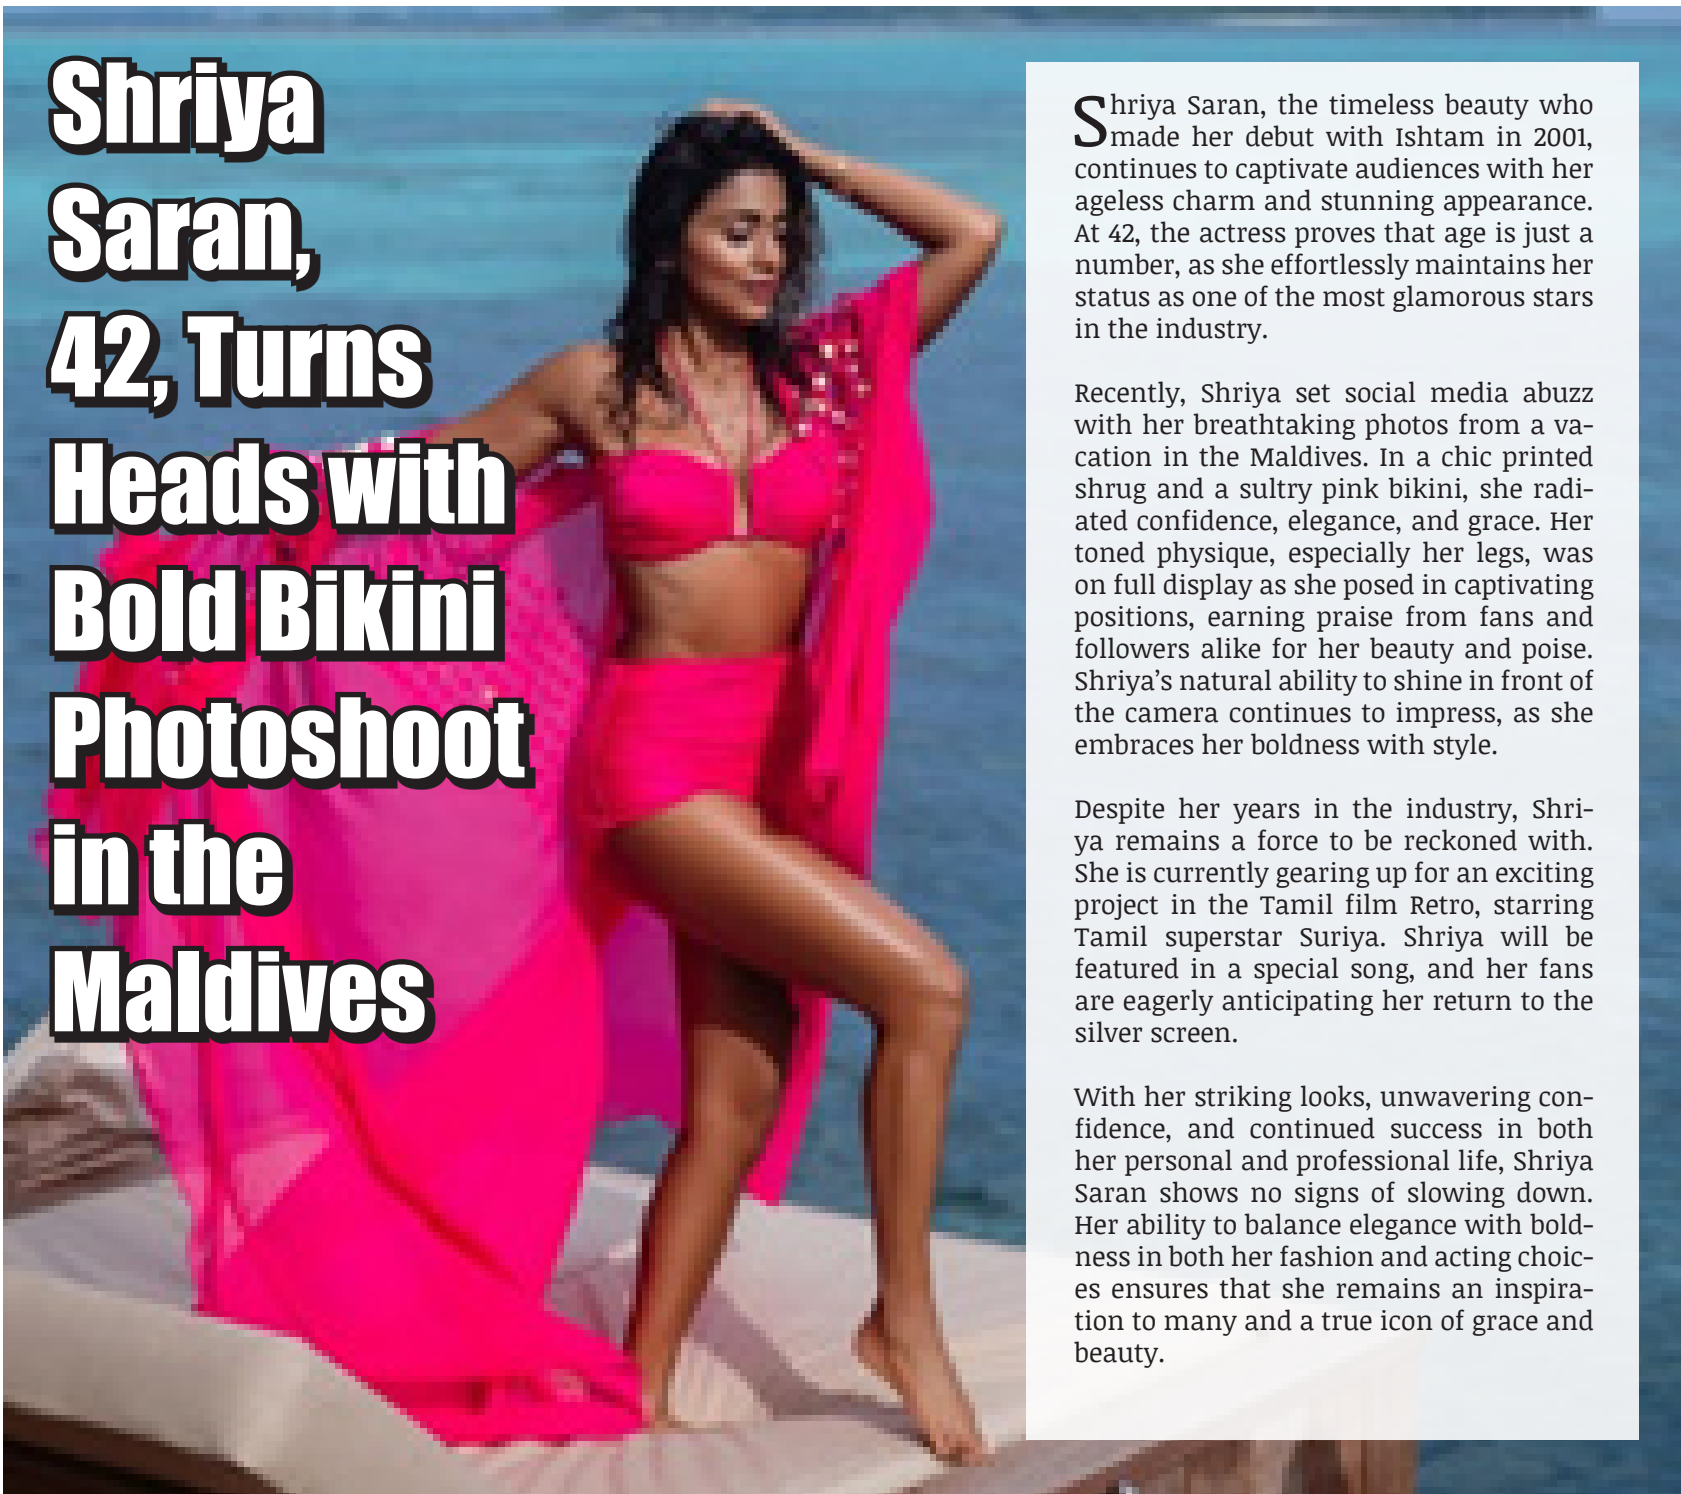 Shriya
Saran,
42, Turns
Heads with
Bold Bikini
Photoshoot
in the
Maldives
Shriya Saran, the timeless beauty who
made her debut with Ishtam in 2001,
continues to captivate audiences with her
ageless charm and stunning appearance.
At 42, the actress proves that age is just a
number, as she effortlessly maintains her
status as one of the most glamorous stars
in the industry.
Recently, Shriya set social media abuzz
with her breathtaking photos from a va-
cation in the Maldives. In a chic printed
shrug and a sultry pink bikini, she radi-
ated confidence, elegance, and grace. Her
toned physique, especially her legs, was
on full display as she posed in captivating
positions, earning praise from fans and
followers alike for her beauty and poise.
Shriya’s natural ability to shine in front of
the camera continues to impress, as she
embraces her boldness with style.
Despite her years in the industry, Shri-
ya remains a force to be reckoned with.
She is currently gearing up for an exciting
project in the Tamil film Retro, starring
Tamil superstar Suriya. Shriya will be
featured in a special song, and her fans
are eagerly anticipating her return to the
silver screen.
With her striking looks, unwavering con-
fidence, and continued success in both
her personal and professional life, Shriya
Saran shows no signs of slowing down.
Her ability to balance elegance with bold-
ness in both her fashion and acting choic-
es ensures that she remains an inspira-
tion to many and a true icon of grace and
beauty.